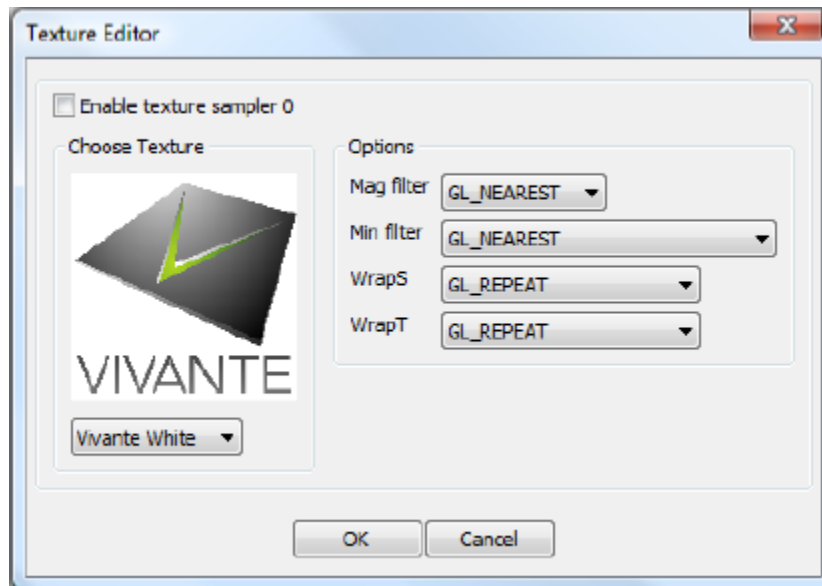 Texture Editor
Enable texture sampler 0
Choose Texture
VIVANTE
Vivante White
Options
Mag filter GL_NEAREST
Min filter GL_NEAREST
WrapS GL_REPEAT
WrapT GL_REPEAT
OK Cancel